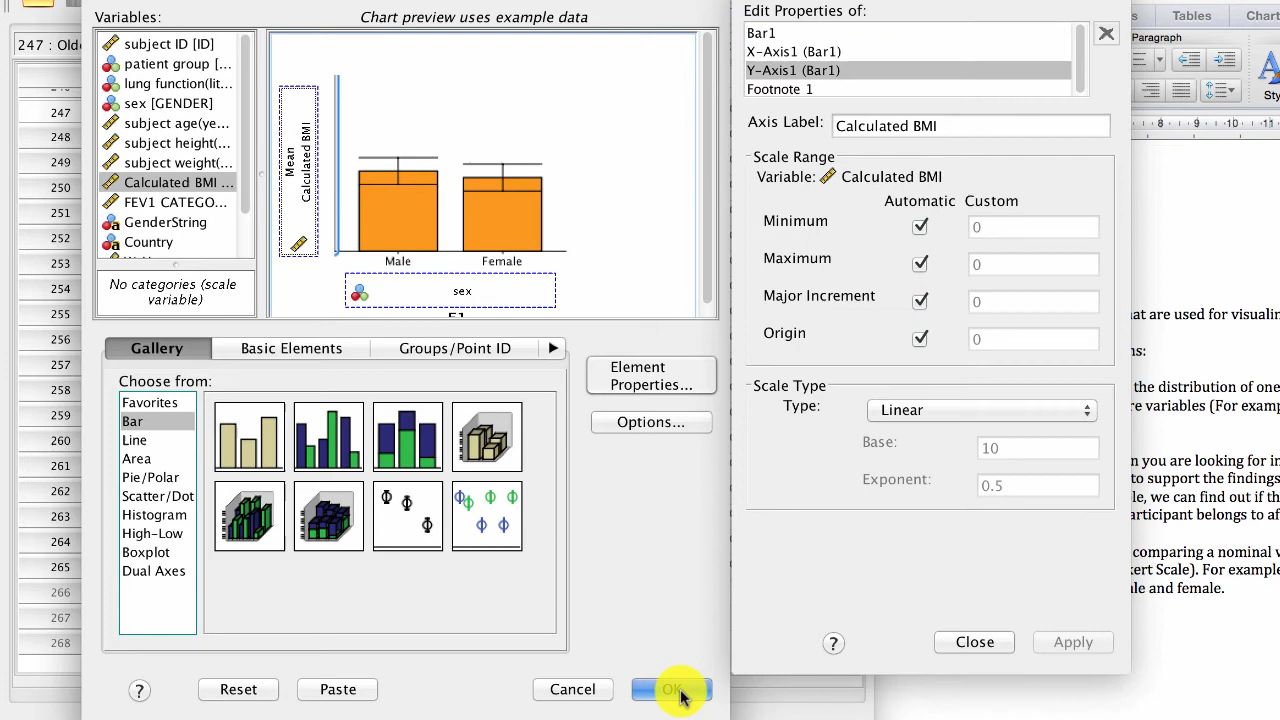 Variables:
Chart preview uses example data
subject ID [ID]
patient group [...
lung function(lit...
sex [GENDER]
subject age(ye...
subject height(...
subject weight(...
Calculated BMI ...
FEV1 CATEGO...
GenderString
Country
No categories (scale
variable)
Mean
Calculated BMI
Male
Female
sex
Gallery
Basic Elements
Groups/Point ID
Choose from:
Favorites
Bar
Line
Area
Pie/Polar
Scatter/Dot
Histogram
High-Low
Boxplot
Dual Axes
Element
Properties...
Options...
Reset
Paste
Cancel
OK
Edit Properties of:
Bar1
X-Axis1 (Bar1)
Y-Axis1 (Bar1)
Footnote 1
Axis Label:
Calculated BMI
Scale Range
Variable:
Calculated BMI
Automatic
Custom
Minimum
0
Maximum
0
Major Increment
0
Origin
0
Scale Type
Type:
Linear
Base:
10
Exponent:
0.5
Close
Apply
247 : Olde
247
248
249
250
251
252
253
254
255
256
257
258
259
260
261
262
263
264
265
266
267
268
s
Tables
Chart
Paragraph
Sty
8
9
10
11
hat are used for visualin
ns:
the distribution of one
re variables (For examp
n you are looking for in
to support the findings
le, we can find out if th
articipant belongs to af
comparing a nominal v
kert Scale). For example
ale and female.